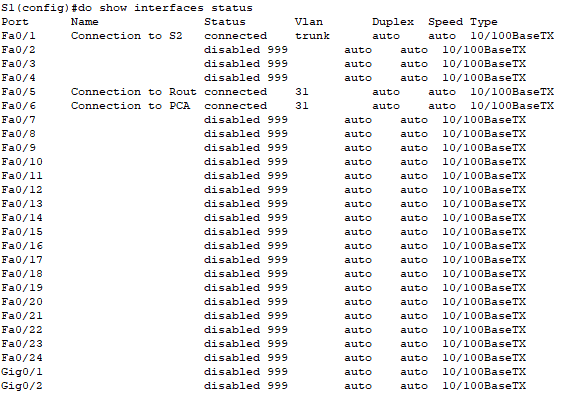 S1(config)#do show interfaces status
Port      Name               Status       Vlan       Duplex  Speed Type
Fa0/1     Connection to S2   connected    trunk      auto    auto  10/100BaseTX
Fa0/2                        disabled 999        auto    auto  10/100BaseTX
Fa0/3                        disabled 999        auto    auto  10/100BaseTX
Fa0/4                        disabled 999        auto    auto  10/100BaseTX
Fa0/5     Connection to Rout connected    31         auto    auto  10/100BaseTX
Fa0/6     Connection to PCA  connected    31         auto    auto  10/100BaseTX
Fa0/7                        disabled 999        auto    auto  10/100BaseTX
Fa0/8                        disabled 999        auto    auto  10/100BaseTX
Fa0/9                        disabled 999        auto    auto  10/100BaseTX
Fa0/10                       disabled 999        auto    auto  10/100BaseTX
Fa0/11                       disabled 999        auto    auto  10/100BaseTX
Fa0/12                       disabled 999        auto    auto  10/100BaseTX
Fa0/13                       disabled 999        auto    auto  10/100BaseTX
Fa0/14                       disabled 999        auto    auto  10/100BaseTX
Fa0/15                       disabled 999        auto    auto  10/100BaseTX
Fa0/16                       disabled 999        auto    auto  10/100BaseTX
Fa0/17                       disabled 999        auto    auto  10/100BaseTX
Fa0/18                       disabled 999        auto    auto  10/100BaseTX
Fa0/19                       disabled 999        auto    auto  10/100BaseTX
Fa0/20                       disabled 999        auto    auto  10/100BaseTX
Fa0/21                       disabled 999        auto    auto  10/100BaseTX
Fa0/22                       disabled 999        auto    auto  10/100BaseTX
Fa0/23                       disabled 999        auto    auto  10/100BaseTX
Fa0/24                       disabled 999        auto    auto  10/100BaseTX
Gig0/1                       disabled 999        auto    auto  10/100BaseTX
Gig0/2                       disabled 999        auto    auto  10/100BaseTX